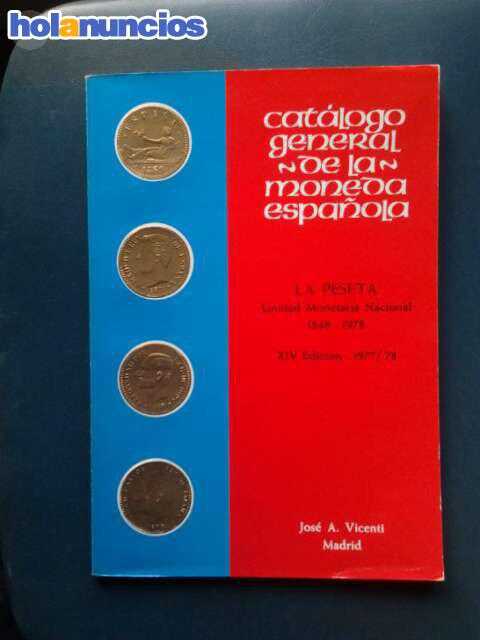 holanuncios
catálogo
general
~de la~
moneda
española
LA PESETA
Unidad Monetaria Nacional
1868 - 1978
XIV Edición - 1977/78
José A. Vicenti
Madrid